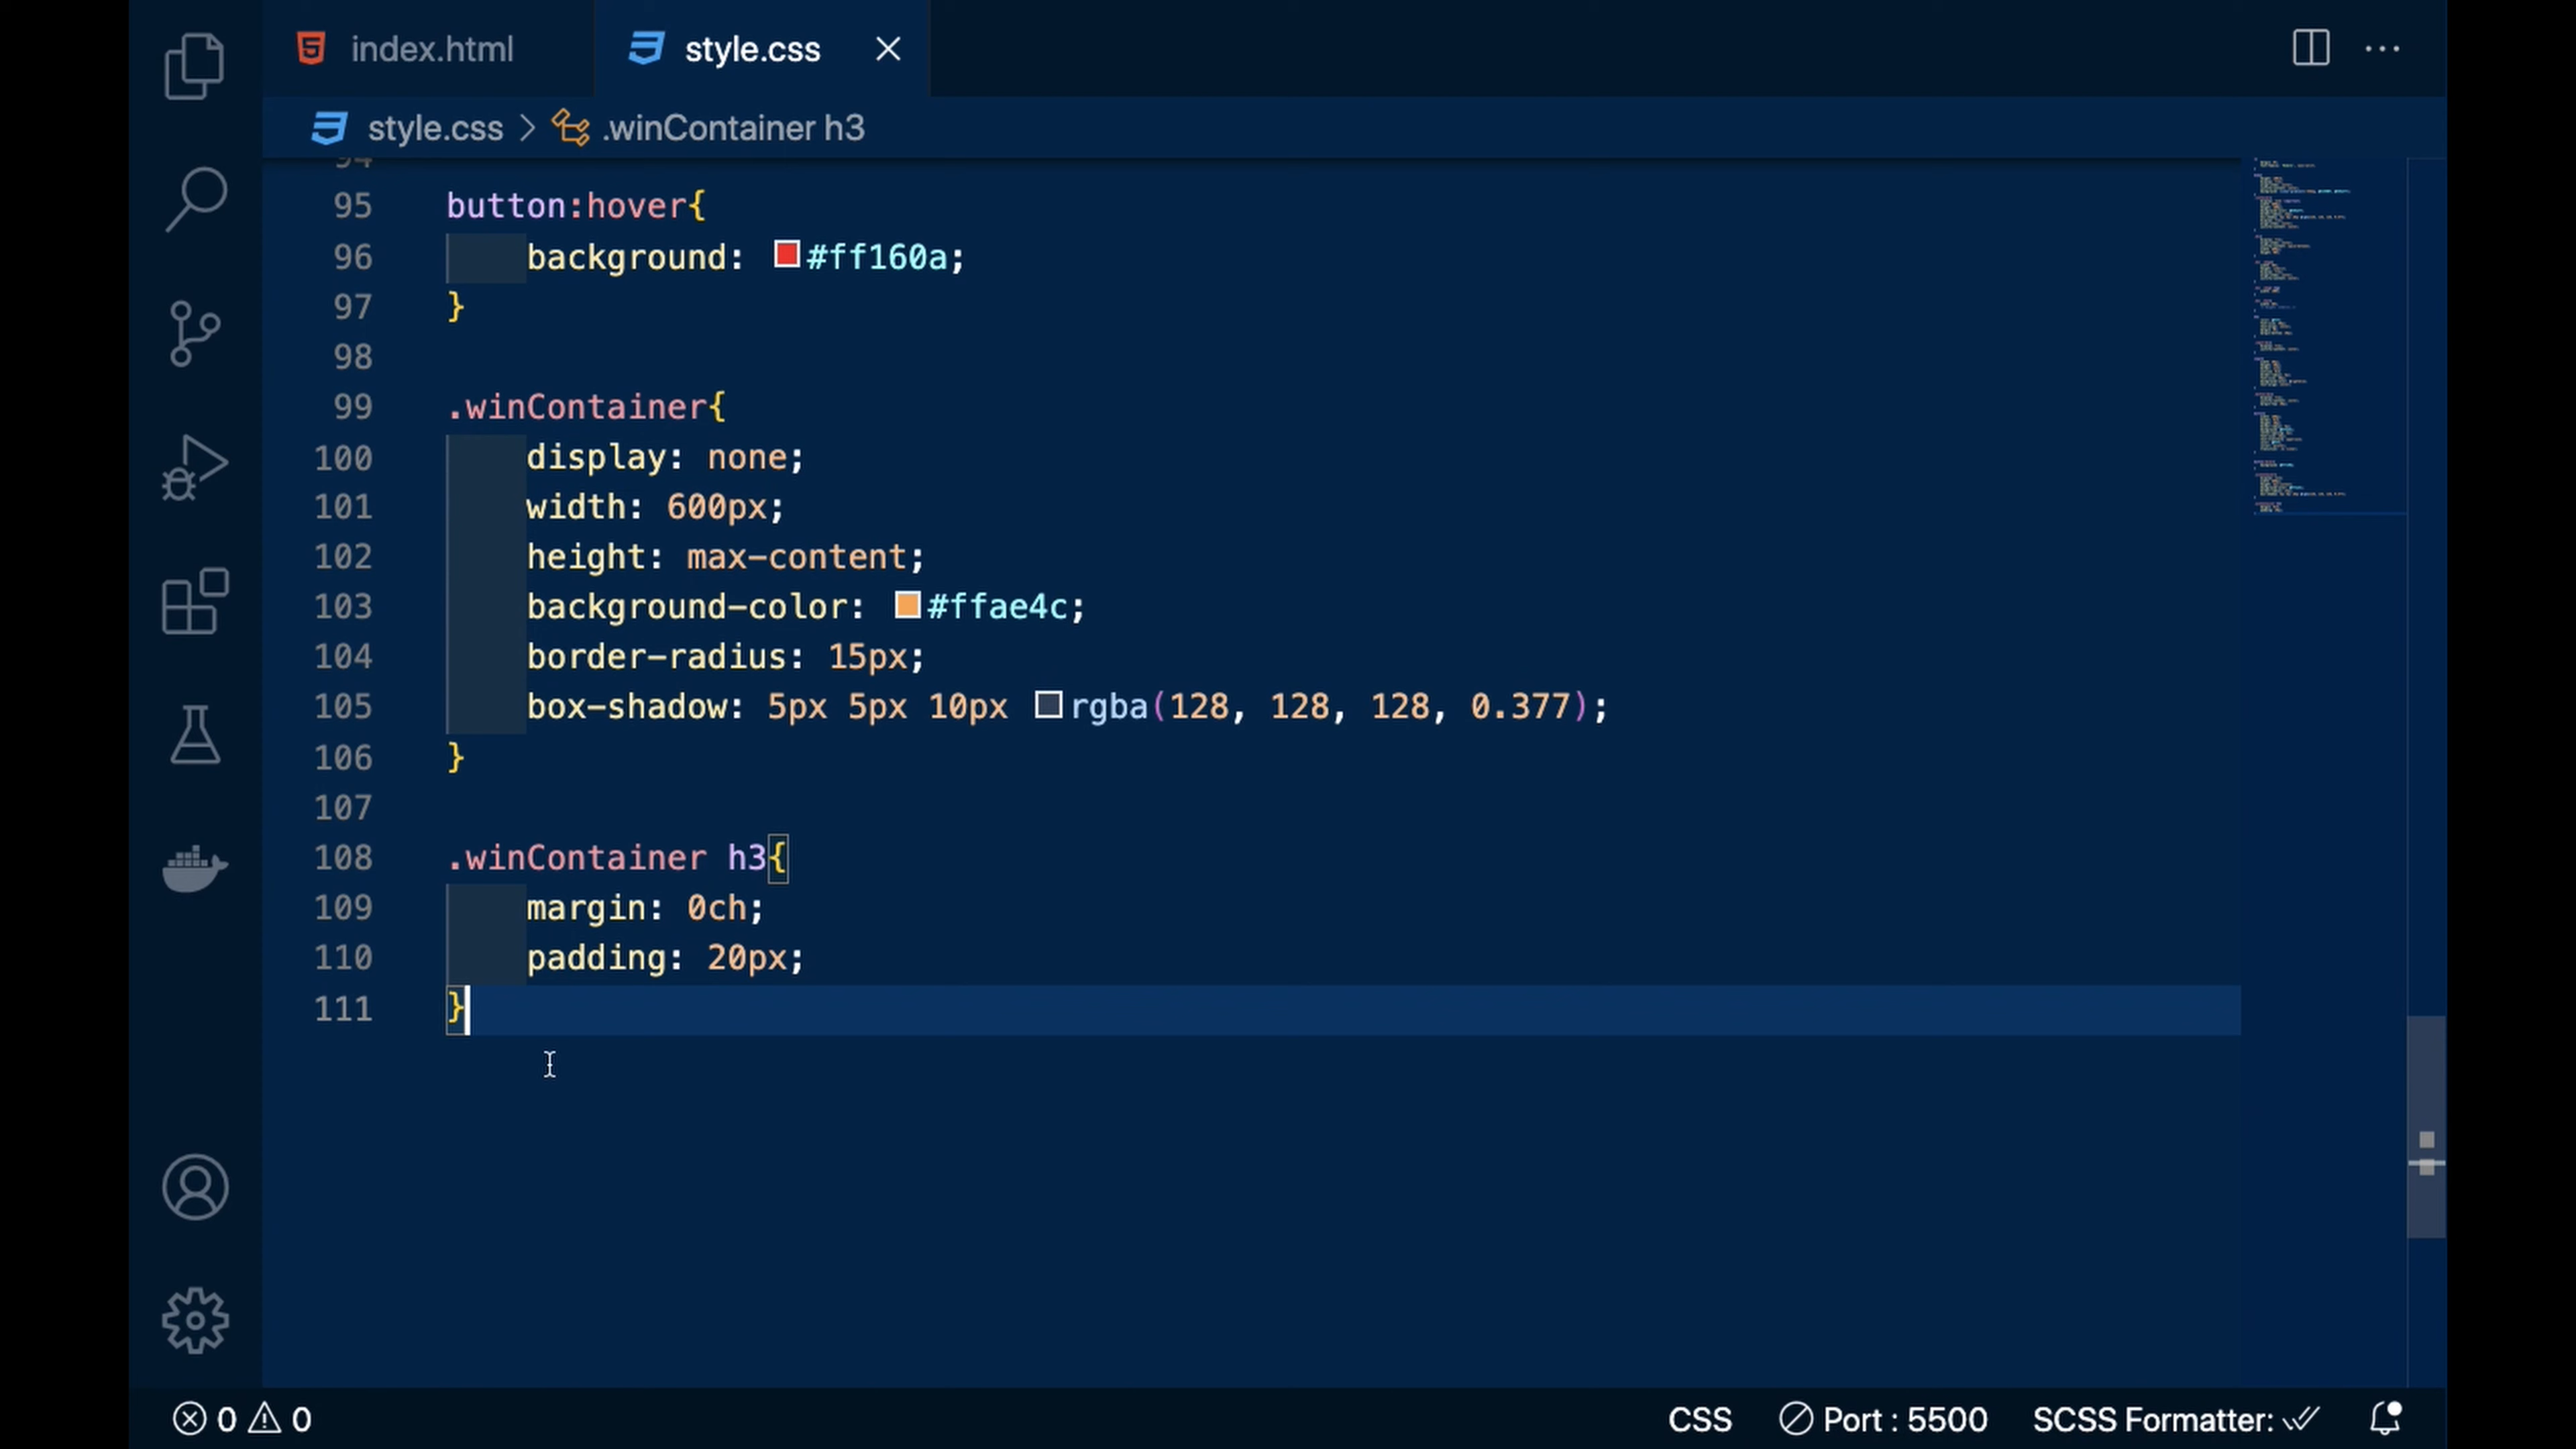 index.html
style.css
style.css > .winContainer h3
94
95 button:hover{
96 background: #ff160a;
97 }
98
99 .winContainer{
100 display: none;
101 width: 600px;
102 height: max-content;
103 background-color: #ffae4c;
104 border-radius: 15px;
105 box-shadow: 5px 5px 10px rgba(128, 128, 128, 0.377);
106 }
107
108 .winContainer h3{
109 margin: 0ch;
110 padding: 20px;
111 }
0 0 CSS Port : 5500 SCSS Formatter: